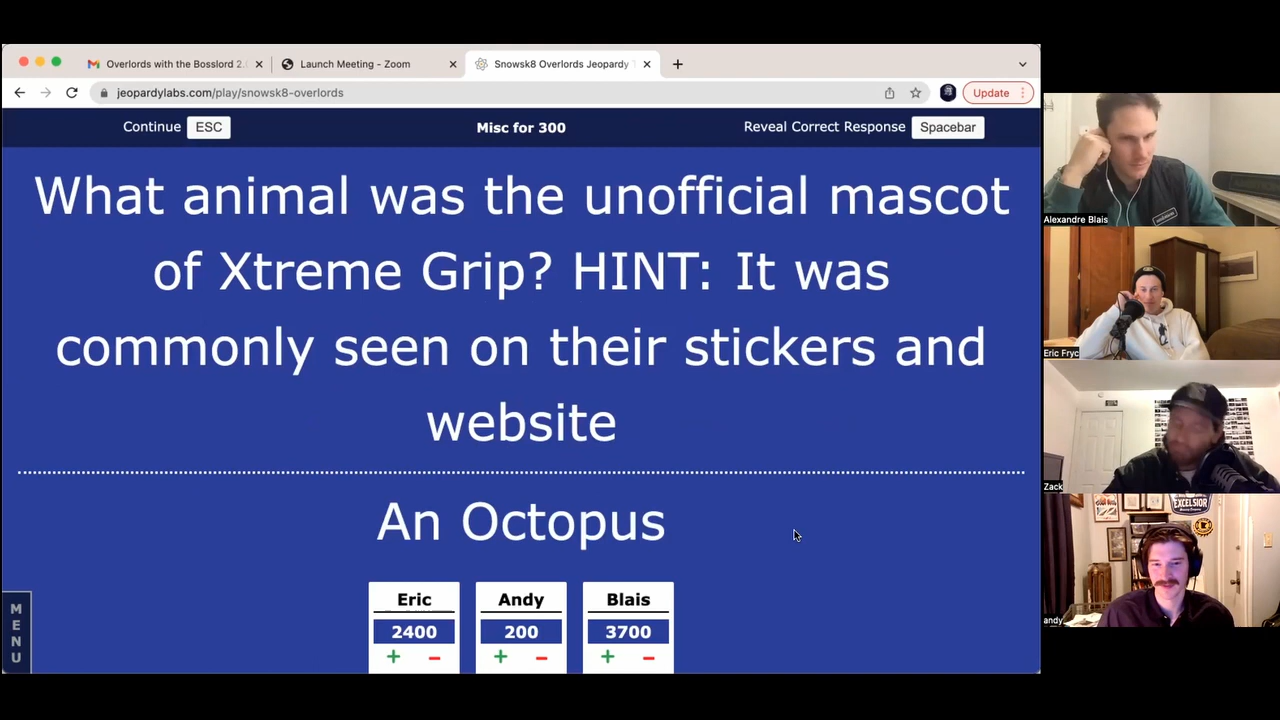 Overlords with the Bosslord 2.
Launch Meeting - Zoom
Snowsk8 Overlords Jeopardy
jeopardylabs.com/play/snowsk8-overlords
Update
Continue ESC
Misc for 300
Reveal Correct Response Spacebar
What animal was the unofficial mascot
of Xtreme Grip? HINT: It was
commonly seen on their stickers and
website
An Octopus
MENU
Eric
2400
+ −
Andy
200
+ −
Blais
3700
+ −
Alexandre Blais
Eric Fryc
Zack
EXCELSIOR
andy